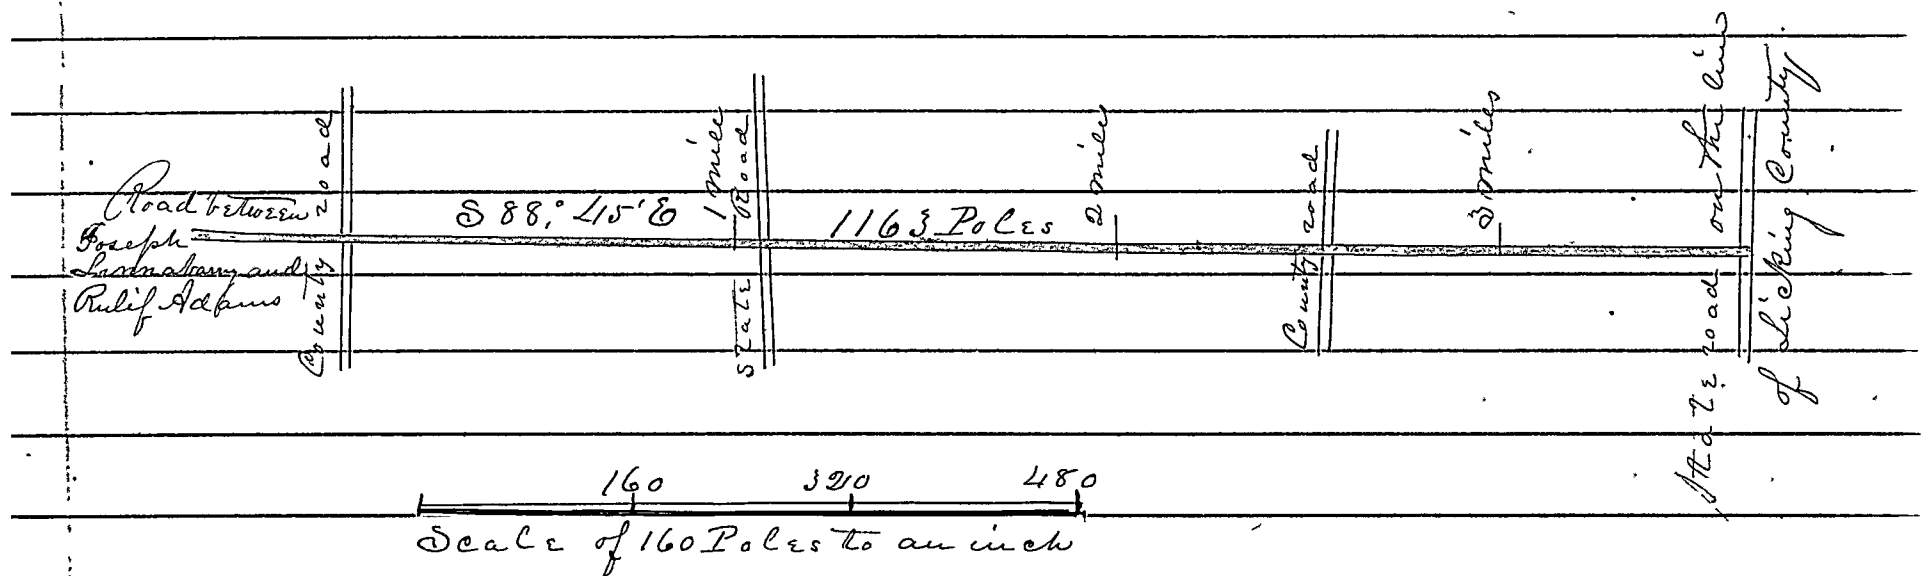 Road between
Joseph
Linnabary and
Rulif Adams
County road
S 88,° 45' E
1 mile
State Road
1163 Poles
2 mile
County road
3 miles
State road on the line
of Licking County.
160 320 480
Scale of 160 Poles to an inch